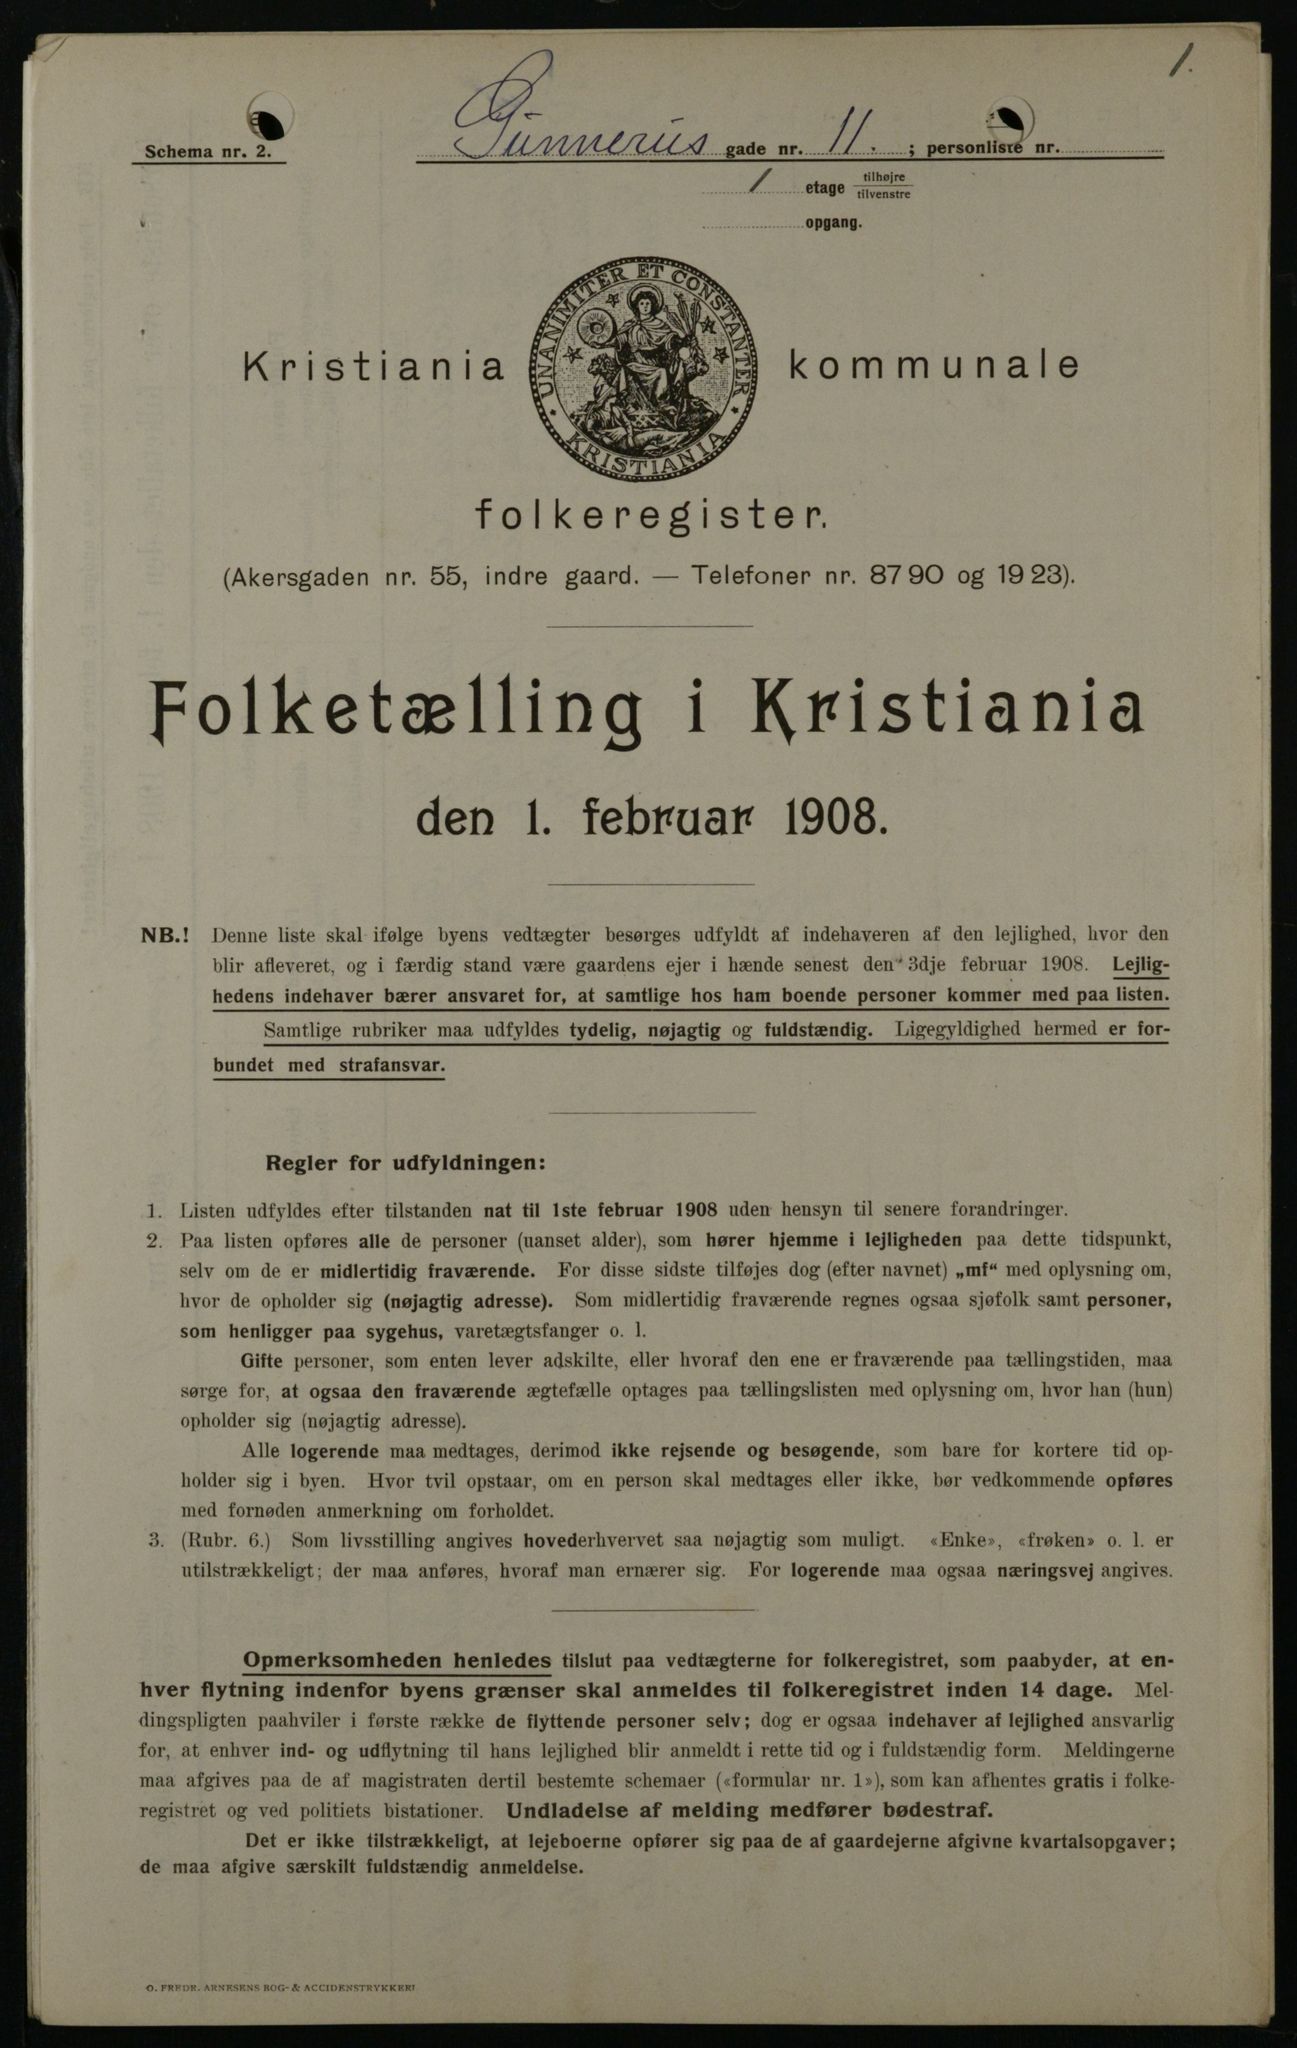 1.
Schema nr. 2.
Gunnerus gade nr. 11. ; personliste nr.
1 etage tilhøjre
tilvenstre
opgang.
UNANIMITER ET CONSTANTER
KRISTIANIA
Kristiania kommunale
folkeregister.
(Akersgaden nr. 55, indre gaard. — Telefoner nr. 87 90 og 19 23).
Folketælling i Kristiania
den 1. februar 1908.
NB.! Denne liste skal ifølge byens vedtægter besørges udfyldt af indehaveren af den lejlighed, hvor den
blir afleveret, og i færdig stand være gaardens ejer i hænde senest den 3dje februar 1908. Lejlig-
hedens indehaver bærer ansvaret for, at samtlige hos ham boende personer kommer med paa listen.
Samtlige rubriker maa udfyldes tydelig, nøjagtig og fuldstændig. Ligegyldighed hermed er for-
bundet med strafansvar.
Regler for udfyldningen:
1. Listen udfyldes efter tilstanden nat til 1ste februar 1908 uden hensyn til senere forandringer.
2. Paa listen opføres alle de personer (uanset alder), som hører hjemme i lejligheden paa dette tidspunkt,
selv om de er midlertidig fraværende. For disse sidste tilføjes dog (efter navnet) „mf“ med oplysning om,
hvor de opholder sig (nøjagtig adresse). Som midlertidig fraværende regnes ogsaa sjøfolk samt personer,
som henligger paa sygehus, varetægtsfanger o. l.
Gifte personer, som enten lever adskilte, eller hvoraf den ene er fraværende paa tællingstiden, maa
sørge for, at ogsaa den fraværende ægtefælle optages paa tællingslisten med oplysning om, hvor han (hun)
opholder sig (nøjagtig adresse).
Alle logerende maa medtages, derimod ikke rejsende og besøgende, som bare for kortere tid op-
holder sig i byen. Hvor tvil opstaar, om en person skal medtages eller ikke, bør vedkommende opføres
med fornøden anmerkning om forholdet.
3. (Rubr. 6.) Som livsstilling angives hovederhvervet saa nøjagtig som muligt. «Enke», «frøken» o. l. er
utilstrækkeligt; der maa anføres, hvoraf man ernærer sig. For logerende maa ogsaa næringsvej angives.
Opmerksomheden henledes tilslut paa vedtægterne for folkeregistret, som paabyder, at en-
hver flytning indenfor byens grænser skal anmeldes til folkeregistret inden 14 dage. Mel-
dingspligten paahviler i første række de flyttende personer selv; dog er ogsaa indehaver af lejlighed ansvarlig
for, at enhver ind- og udflytning til hans lejlighed blir anmeldt i rette tid og i fuldstændig form. Meldingerne
maa afgives paa de af magistraten dertil bestemte schemaer («formular nr. 1»), som kan afhentes gratis i folke-
registret og ved politiets bistationer. Undladelse af melding medfører bødestraf.
Det er ikke tilstrækkeligt, at lejeboerne opfører sig paa de af gaardejerne afgivne kvartalsopgaver;
de maa afgive særskilt fuldstændig anmeldelse.
O. FREDR. ARNESENS BOG- & ACCIDENSTRYKKERI